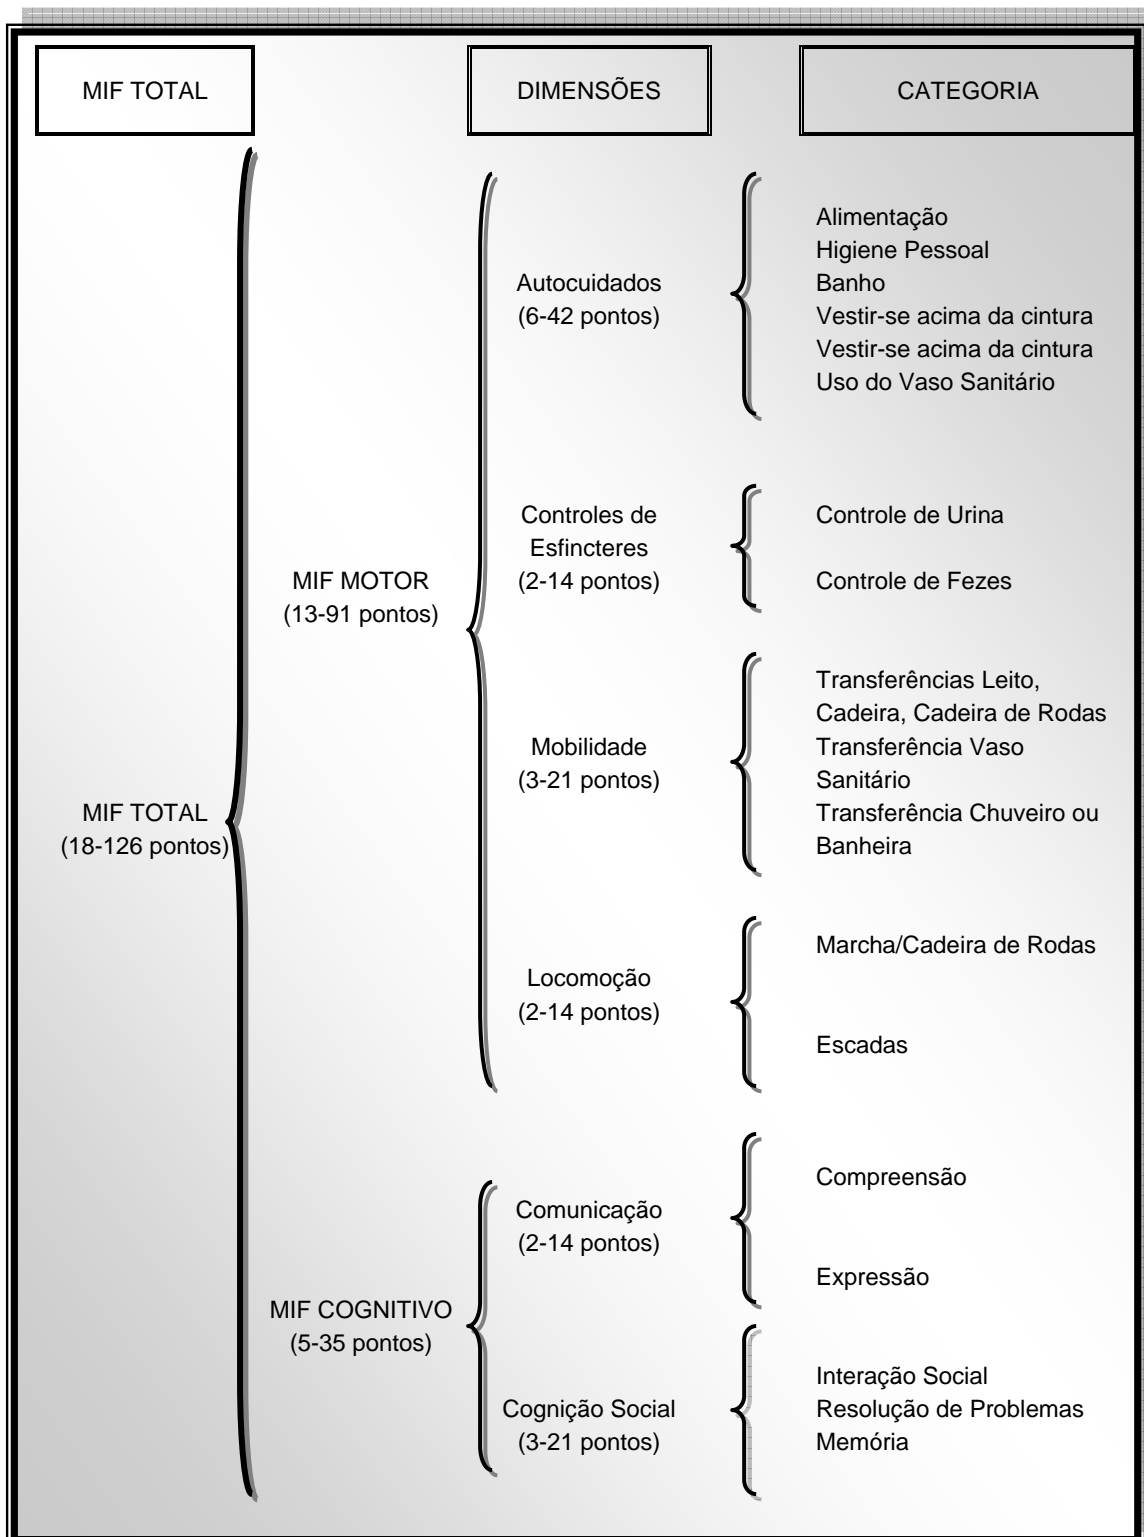 MIF TOTAL
DIMENSÕES
CATEGORIA
MIF TOTAL
(18-126 pontos)
MIF MOTOR
(13-91 pontos)
Autocuidados
(6-42 pontos)
Alimentação
Higiene Pessoal
Banho
Vestir-se acima da cintura
Vestir-se acima da cintura
Uso do Vaso Sanitário
Controles de
Esfincteres
(2-14 pontos)
Controle de Urina
Controle de Fezes
Mobilidade
(3-21 pontos)
Transferências Leito,
Cadeira, Cadeira de Rodas
Transferência Vaso
Sanitário
Transferência Chuveiro ou
Banheira
Locomoção
(2-14 pontos)
Marcha/Cadeira de Rodas
Escadas
MIF COGNITIVO
(5-35 pontos)
Comunicação
(2-14 pontos)
Compreensão
Expressão
Cognição Social
(3-21 pontos)
Interação Social
Resolução de Problemas
Memória